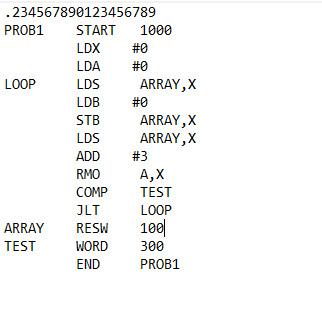 .234567890123456789
PROB1    START   1000
         LDX    #0
         LDA    #0
LOOP     LDS     ARRAY,X
         LDB    #0
         STB     ARRAY,X
         LDS     ARRAY,X
         ADD    #3
         RMO     A,X
         COMP    TEST
         JLT     LOOP
ARRAY    RESW    100
TEST     WORD    300
         END     PROB1